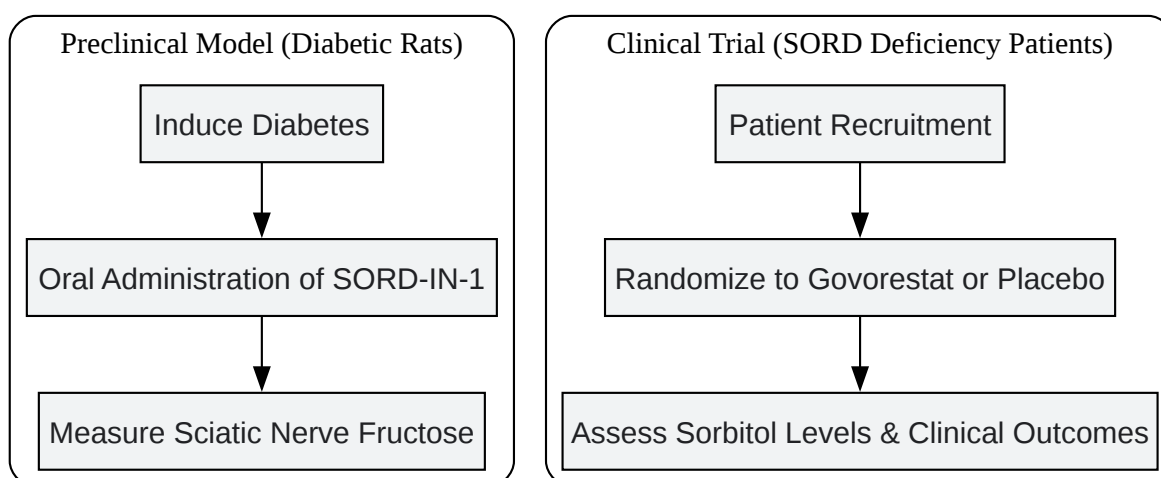 Preclinical Model (Diabetic Rats)
Induce Diabetes
Oral Administration of SORD-IN-1
Measure Sciatic Nerve Fructose
Clinical Trial (SORD Deficiency Patients)
Patient Recruitment
Randomize to Govorestat or Placebo
Assess Sorbitol Levels & Clinical Outcomes